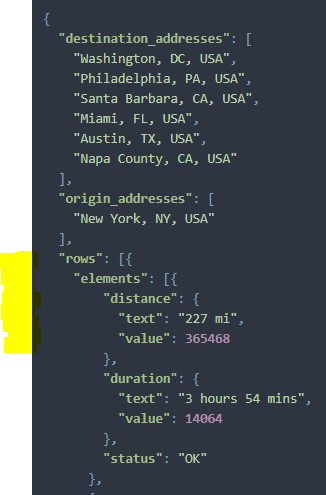 {
"destination_addresses": [
"Washington, DC, USA",
"Philadelphia, PA, USA",
"Santa Barbara, CA, USA",
"Miami, FL, USA",
"Austin, TX, USA",
"Napa County, CA, USA"
],
"origin_addresses": [
"New York, NY, USA"
],
"rows": [{
"elements": [{
"distance": {
"text": "227 mi",
"value": 365468
},
"duration": {
"text": "3 hours 54 mins",
"value": 14064
},
"status": "OK"
},
{